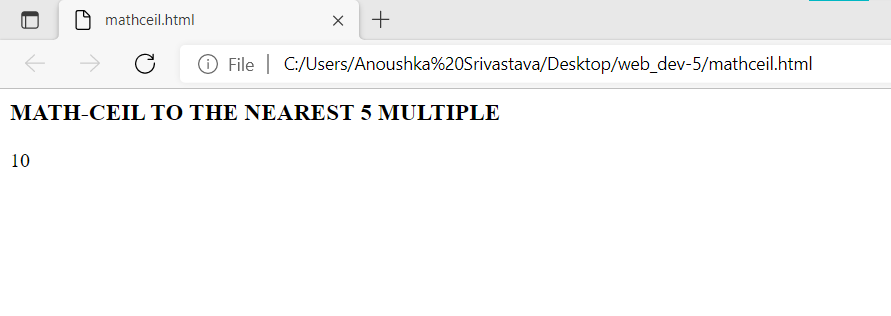 mathceil.html
File | C:/Users/Anoushka%20Srivastava/Desktop/web_dev-5/mathceil.html
MATH-CEIL TO THE NEAREST 5 MULTIPLE
10